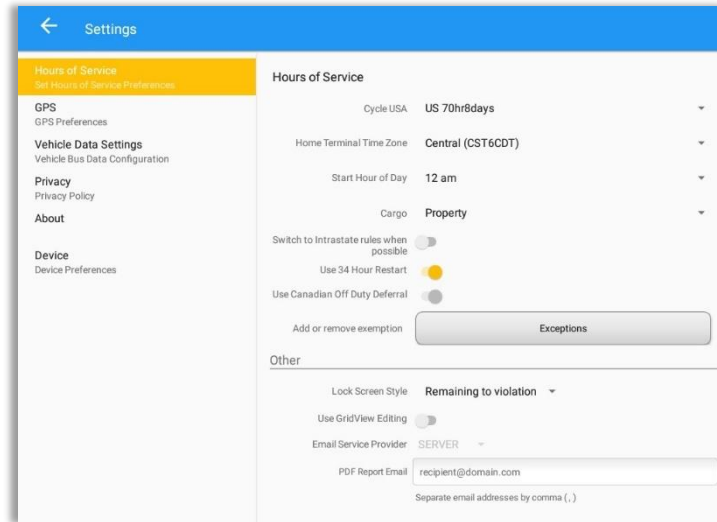 Settings
Hours of Service
Set Hours of Service Preferences
GPS
GPS Preferences
Vehicle Data Settings
Vehicle Bus Data Configuration
Privacy
Privacy Policy
About
Device
Device Preferences
Hours of Service
Cycle USA US 70hr8days
Home Terminal Time Zone Central (CST6CDT)
Start Hour of Day 12 am
Cargo Property
Switch to Intrastate rules when
possible
Use 34 Hour Restart
Use Canadian Off Duty Deferral
Add or remove exemption Exceptions
Other
Lock Screen Style Remaining to violation
Use GridView Editing
Email Service Provider SERVER
PDF Report Email recipient@domain.com
Separate email addresses by comma ( , )